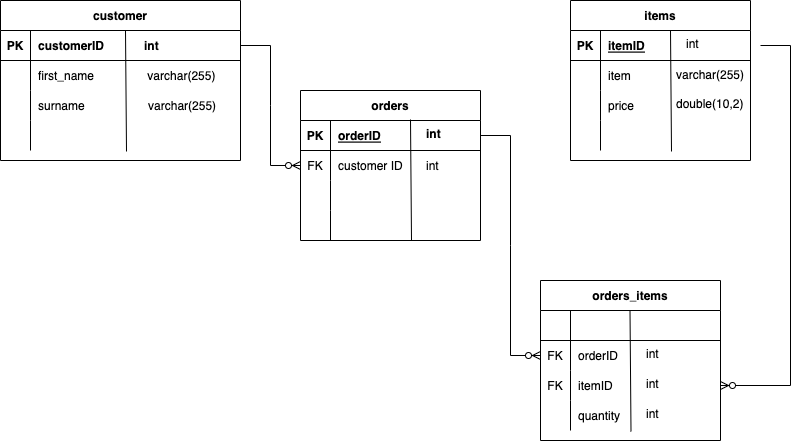 customer
PK customerID int
first_name varchar(255)
surname varchar(255)
items
PK itemID int
item varchar(255)
price double(10,2)
orders
PK orderID int
FK customer ID int
orders_items
FK orderID int
FK itemID int
quantity int